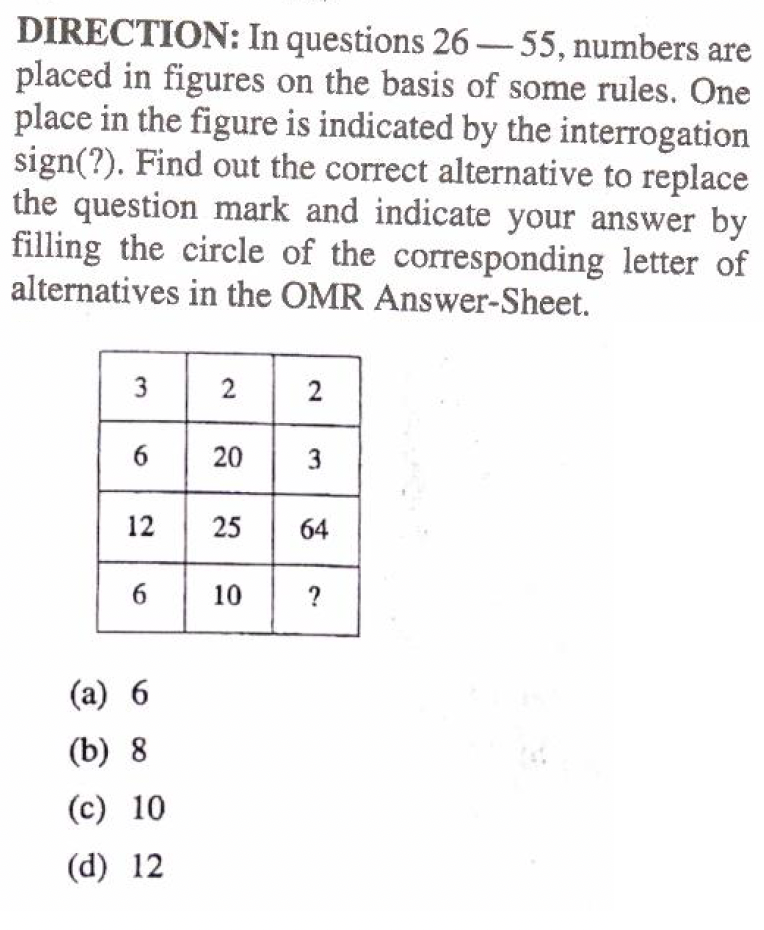 DIRECTION: In questions 26 — 55, numbers are
placed in figures on the basis of some rules. One
place in the figure is indicated by the interrogation
sign(?). Find out the correct alternative to replace
the question mark and indicate your answer by
filling the circle of the corresponding letter of
alternatives in the OMR Answer-Sheet.
3 2 2
6 20 3
12 25 64
6 10 ?
(a) 6
(b) 8
(c) 10
(d) 12